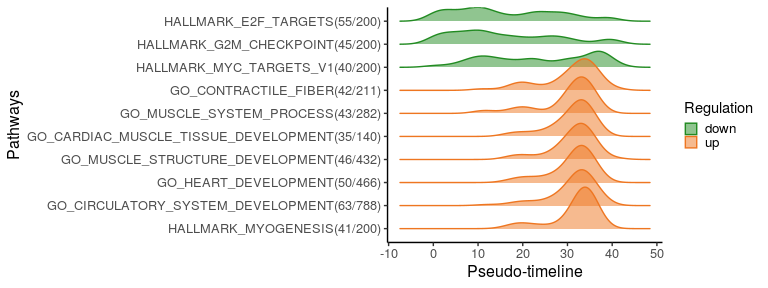 Pathways
HALLMARK_E2F_TARGETS(55/200)
HALLMARK_G2M_CHECKPOINT(45/200)
HALLMARK_MYC_TARGETS_V1(40/200)
GO_CONTRACTILE_FIBER(42/211)
GO_MUSCLE_SYSTEM_PROCESS(43/282)
GO_CARDIAC_MUSCLE_TISSUE_DEVELOPMENT(35/140)
GO_MUSCLE_STRUCTURE_DEVELOPMENT(46/432)
GO_HEART_DEVELOPMENT(50/466)
GO_CIRCULATORY_SYSTEM_DEVELOPMENT(63/788)
HALLMARK_MYOGENESIS(41/200)
-10 0 10 20 30 40 50
Pseudo-timeline
Regulation
down
up